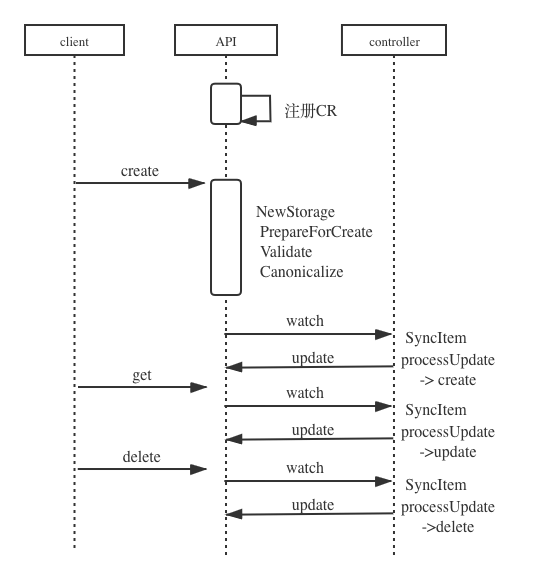 client
API
controller
注册CR
create
NewStorage
PrepareForCreate
Validate
Canonicalize
watch
SyncItem
update
processUpdate
-> create
get
watch
SyncItem
update
processUpdate
->update
delete
watch
SyncItem
update
processUpdate
->delete